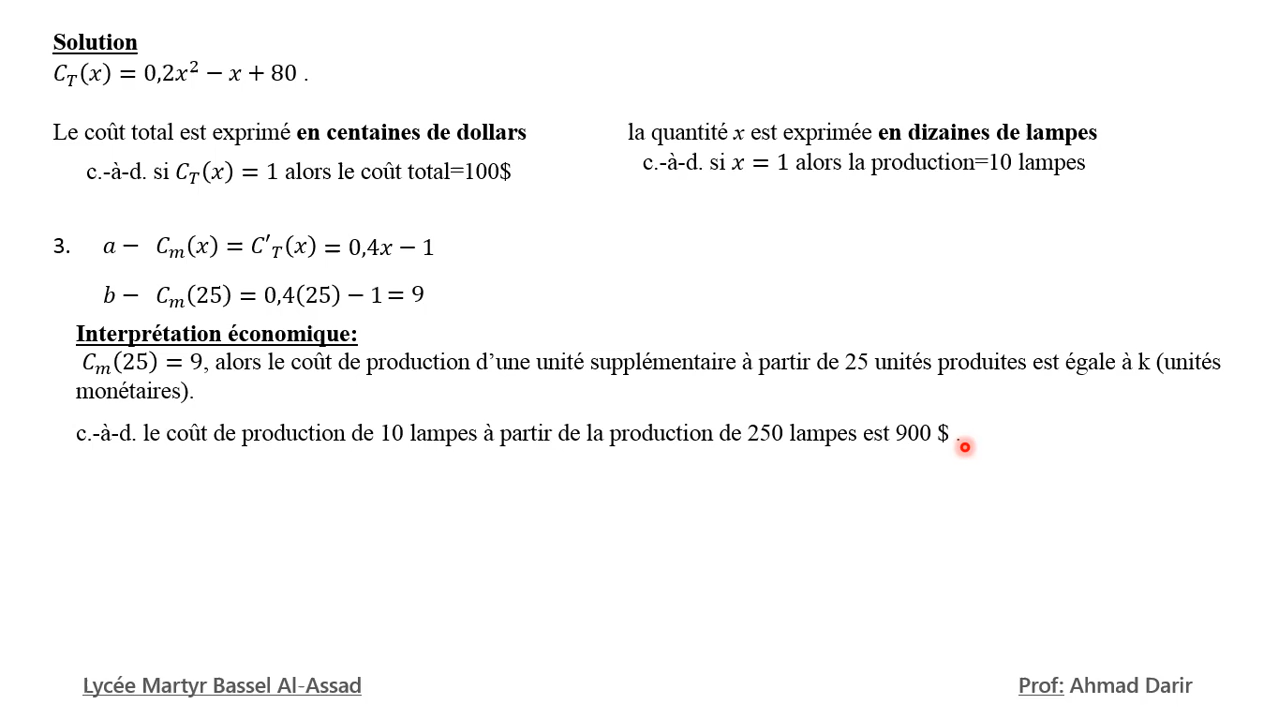 Solution
C_T(x) = 0,2x² − x + 80 .
Le coût total est exprimé en centaines de dollars
la quantité x est exprimée en dizaines de lampes
c.-à-d. si C_T(x) = 1 alors le coût total=100$
c.-à-d. si x = 1 alors la production=10 lampes
3. a − C_m(x) = C'_T(x) = 0,4x − 1
b − C_m(25) = 0,4(25) − 1 = 9
Interprétation économique:
C_m(25) = 9, alors le coût de production d’une unité supplémentaire à partir de 25 unités produites est égale à k (unités
monétaires).
c.-à-d. le coût de production de 10 lampes à partir de la production de 250 lampes est 900 $ .
Lycée Martyr Bassel Al-Assad
Prof: Ahmad Darir